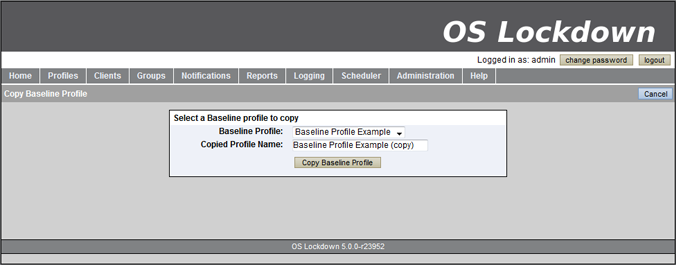 OS Lockdown
Logged in as: admin change password logout
Home Profiles Clients Groups Notifications Reports Logging Scheduler Administration Help
Copy Baseline Profile Cancel
Select a Baseline profile to copy
Baseline Profile: Baseline Profile Example
Copied Profile Name: Baseline Profile Example (copy)
Copy Baseline Profile
OS Lockdown 5.0.0-r23952